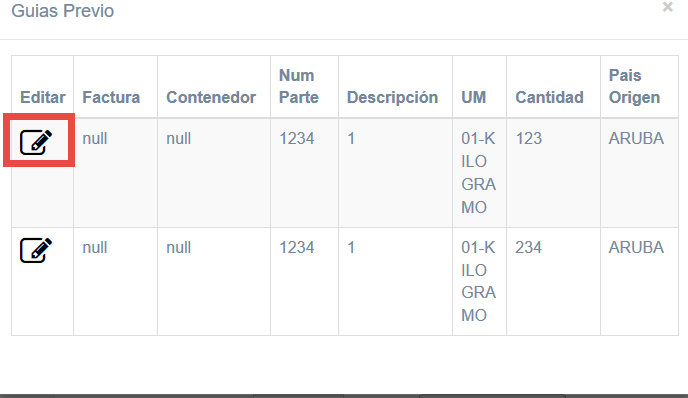 Guias Previo
×
Editar Factura Contenedor Num Parte Descripción UM Cantidad Pais Origen
null null 1234 1 01-KILOGRAMO 123 ARUBA
null null 1234 1 01-KILOGRAMO 234 ARUBA